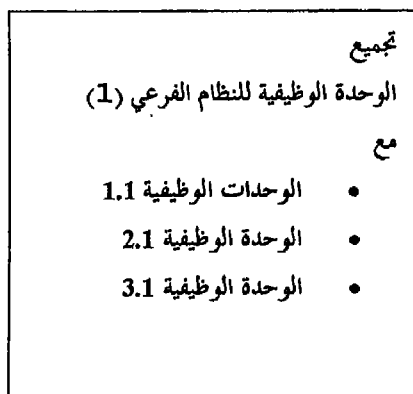 تجميع
الوحدة الوظيفية للنظام الفرعي (1)
مع
• الوحدات الوظيفية 1.1
• الوحدة الوظيفية 2.1
• الوحدة الوظيفية 3.1